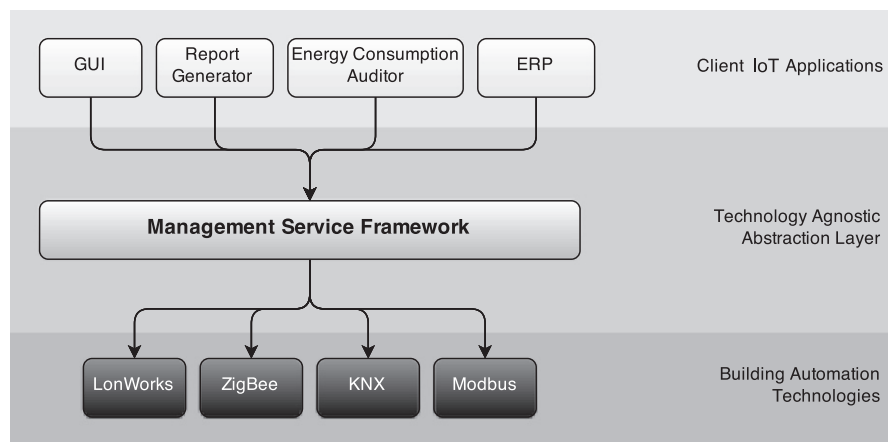 GUI
Report
Generator
Energy Consumption
Auditor
ERP
Client IoT Applications
Management Service Framework
Technology Agnostic
Abstraction Layer
LonWorks
ZigBee
KNX
Modbus
Building Automation
Technologies